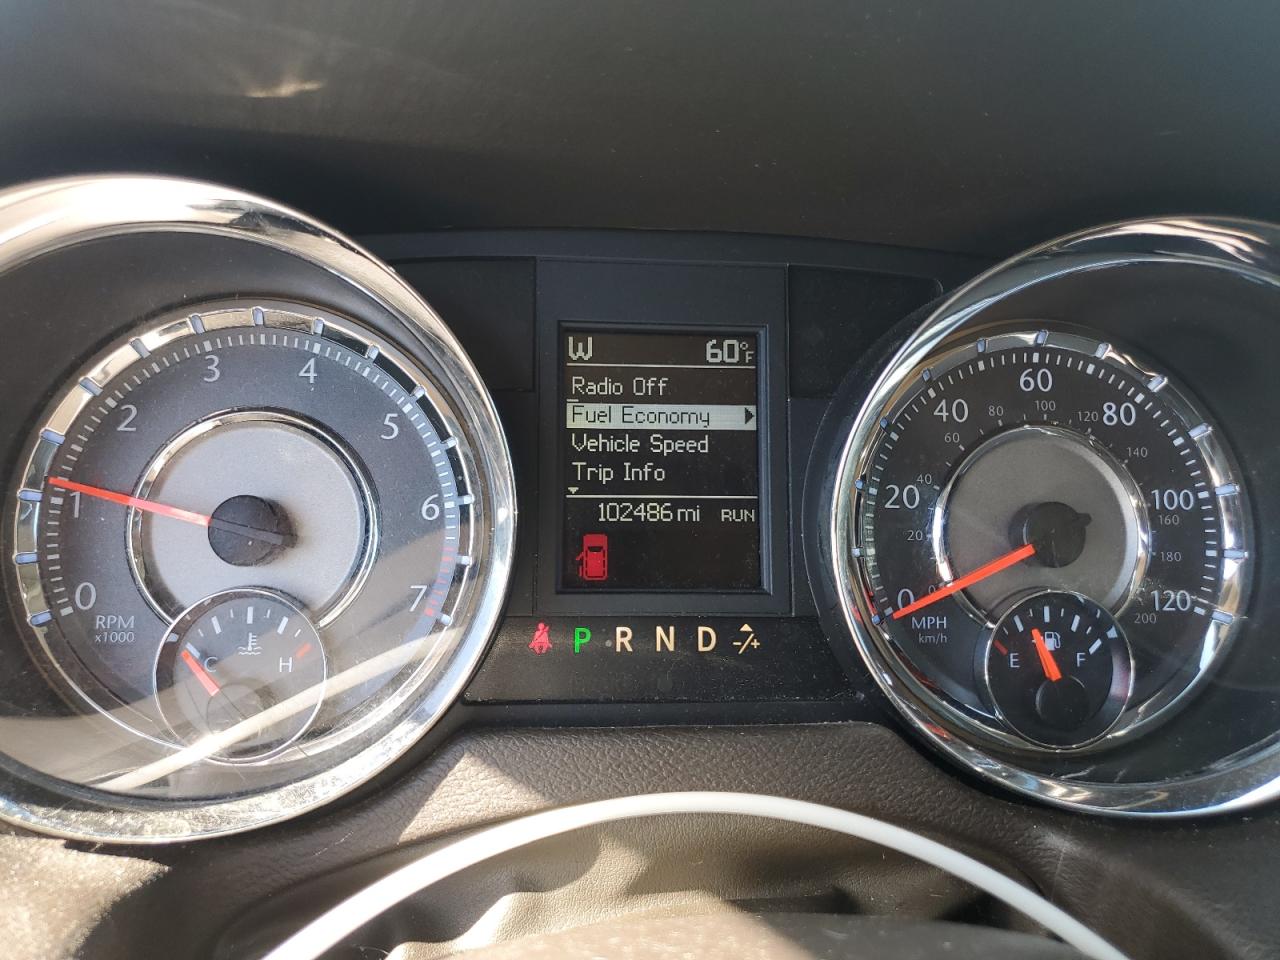 W 60°F
Radio Off
Fuel Economy
Vehicle Speed
Trip Info
102486 mi RUN
P R N D -/+
0 1 2 3 4 5 6 7
RPM
x1000
C H
0 20 40 60 80 100 120
0 20 40 60 80 100 120 140 160 180 200
MPH
km/h
E F